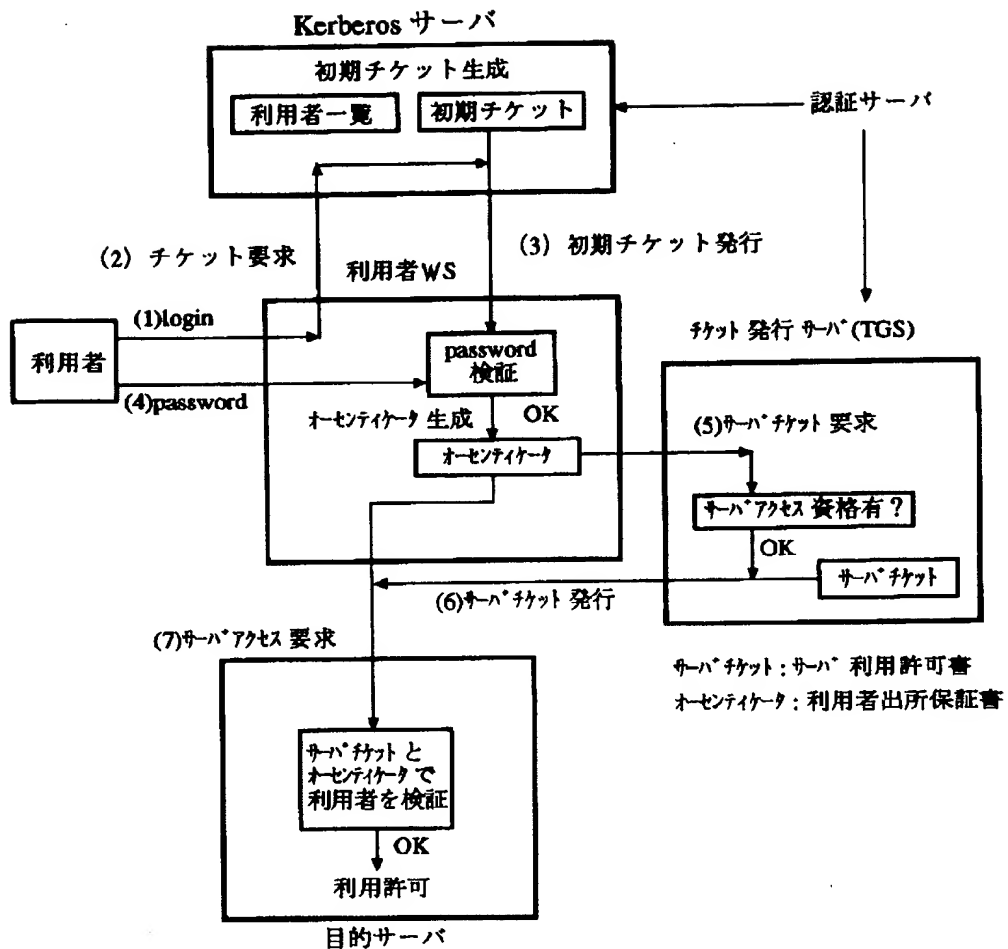 Kerberos サーバ
初期チケット生成
利用者一覧
初期チケット
認証サーバ
(2) チケット要求
(3) 初期チケット発行
利用者WS
(1)login
利用者
(4)password
password
検証
OK
オーセンティケータ 生成
オーセンティケータ
チケット 発行 サーバ(TGS)
(5)サーバチケット 要求
サーバアクセス 資格有?
OK
サーバチケット
(6)サーバチケット 発行
(7)サーバアクセス 要求
サーバチケット:サーバ 利用許可書
オーセンティケータ:利用者出所保証書
サーバチケット と
オーセンティケータ で
利用者を検証
OK
利用許可
目的サーバ